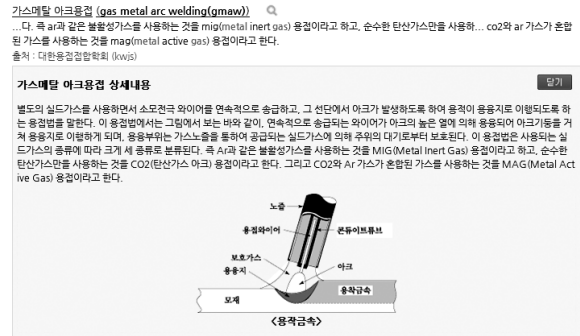 가스메탈 아크용접 (gas metal arc welding(gmaw))
...다. 즉 ar과 같은 불활성가스를 사용하는 것을 mig(metal inert gas) 용접이라고 하고, 순수한 탄산가스만을 사용하... co2와 ar 가스가 혼합
된 가스를 사용하는 것을 mag(metal active gas) 용접이라고 한다.
출처 : 대한용접접합학회 (kwjs)
가스메탈 아크용접 상세내용
닫기
별도의 실드가스를 사용하면서 소모전극 와이어를 연속적으로 송급하고, 그 선단에서 아크가 발생하도록 하여 용적이 용융지로 이행되도록 하
는 용접법을 말한다. 이 용접법에서는 그림에서 보는 바와 같이, 연속적으로 송급되는 와이어가 아크의 높은 열에 의해 용융되어 아크기둥을 거
쳐 용융지로 이행하게 되며, 용융부위는 가스노즐을 통하여 공급되는 실드가스에 의해 주위의 대기로부터 보호된다. 이 용접법은 사용되는 실
드가스의 종류에 따라 크게 세 종류로 분류된다. 즉 Ar과 같은 불활성가스를 사용하는 것을 MIG(Metal Inert Gas) 용접이라고 하고, 순수한
탄산가스만을 사용하는 것을 CO2(탄산가스 아크) 용접이라고 한다. 그리고 CO2와 Ar 가스가 혼합된 가스를 사용하는 것을 MAG(Metal Act
ive Gas) 용접이라고 한다.
노즐
용접와이어
콘듀이트튜브
보호가스
용융지
아크
모재
용착금속
<용착금속>